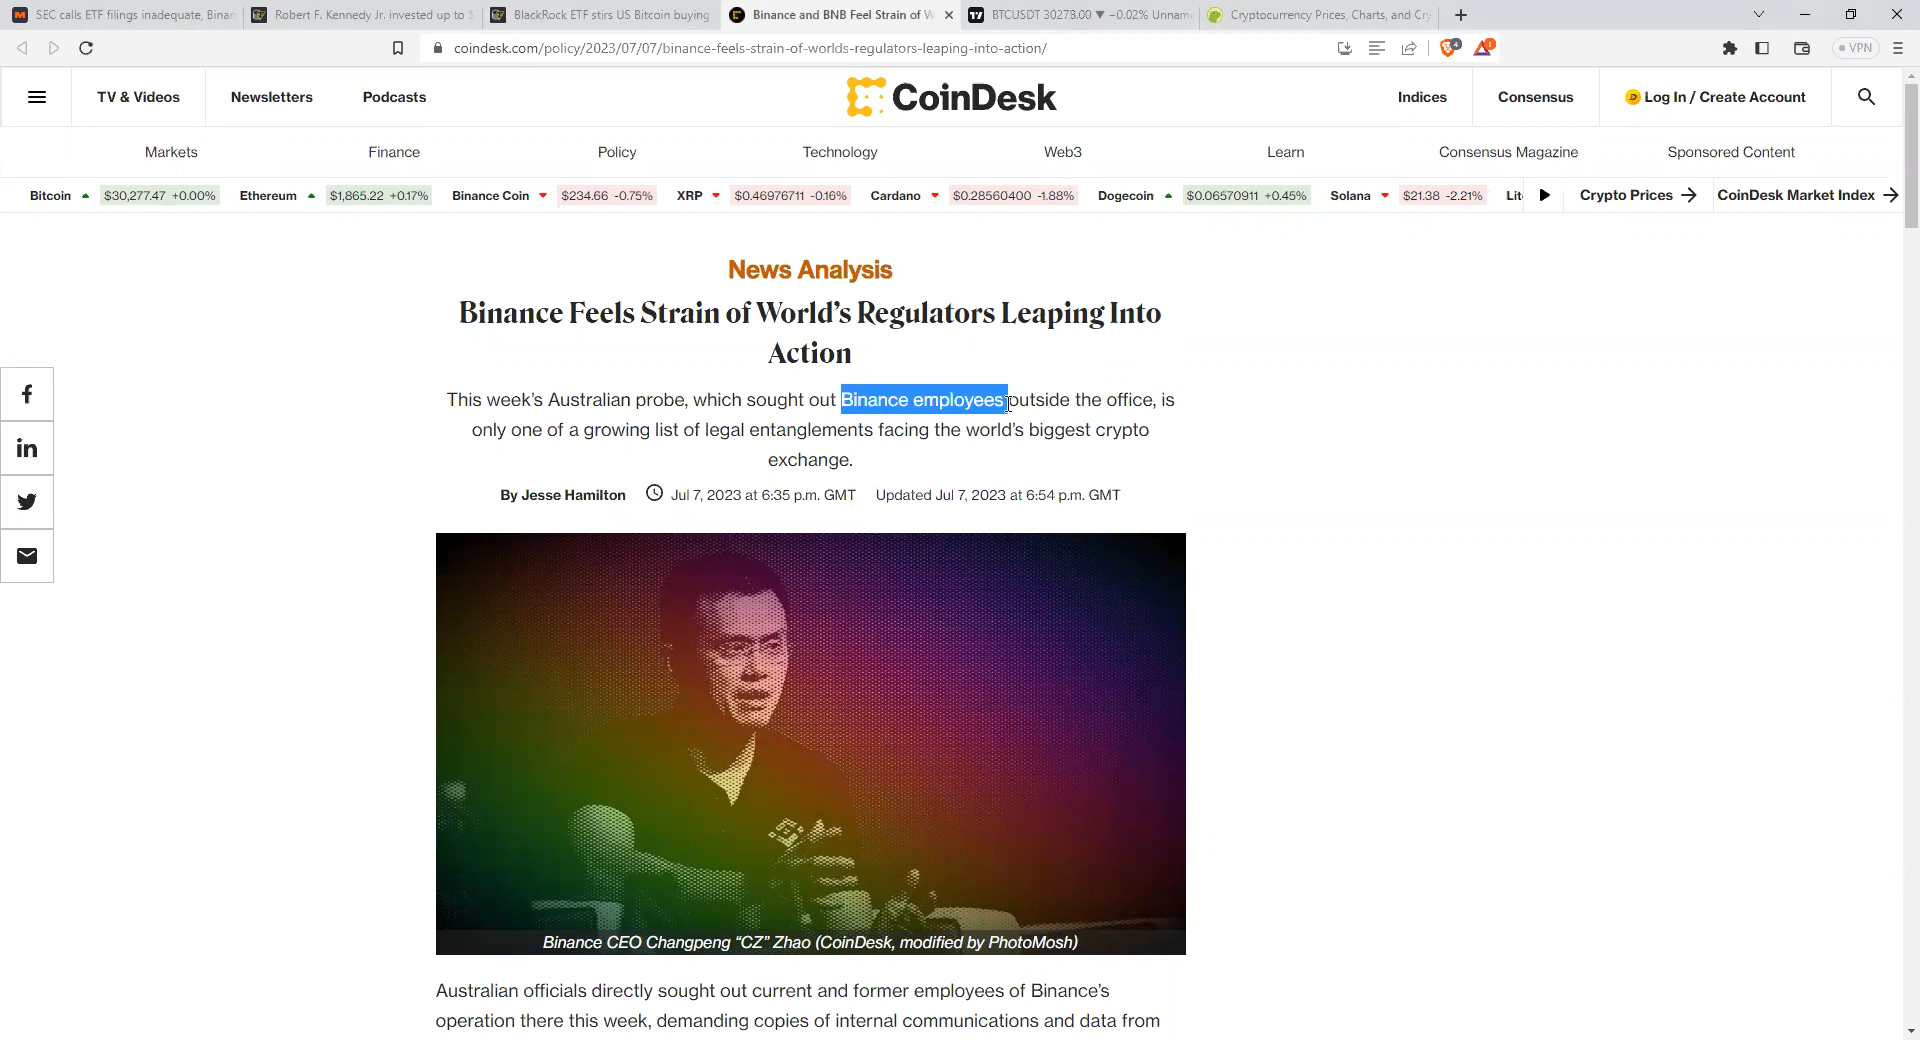 SEC calls ETF filings inadequate, Binan
Robert F. Kennedy Jr. invested up to $
BlackRock ETF stirs US Bitcoin buying
Binance and BNB Feel Strain of W
BTCUSDT 30278.00 ▼ −0.02% Unnam
Cryptocurrency Prices, Charts, and Cry
coindesk.com/policy/2023/07/07/binance-feels-strain-of-worlds-regulators-leaping-into-action/
4
1
VPN
TV & Videos
Newsletters
Podcasts
CoinDesk
Indices
Consensus
Log In / Create Account
Markets
Finance
Policy
Technology
Web3
Learn
Consensus Magazine
Sponsored Content
Bitcoin $30,277.47 +0.00%
Ethereum $1,865.22 +0.17%
Binance Coin $234.66 -0.75%
XRP $0.46976711 -0.16%
Cardano $0.28560400 -1.88%
Dogecoin $0.06570911 +0.45%
Solana $21.38 -2.21%
Lit
Crypto Prices
CoinDesk Market Index
News Analysis
Binance Feels Strain of World's Regulators Leaping Into
Action
This week's Australian probe, which sought out Binance employees outside the office, is
only one of a growing list of legal entanglements facing the world's biggest crypto
exchange.
By Jesse Hamilton Jul 7, 2023 at 6:35 p.m. GMT Updated Jul 7, 2023 at 6:54 p.m. GMT
Binance CEO Changpeng “CZ” Zhao (CoinDesk, modified by PhotoMosh)
Australian officials directly sought out current and former employees of Binance's
operation there this week, demanding copies of internal communications and data from